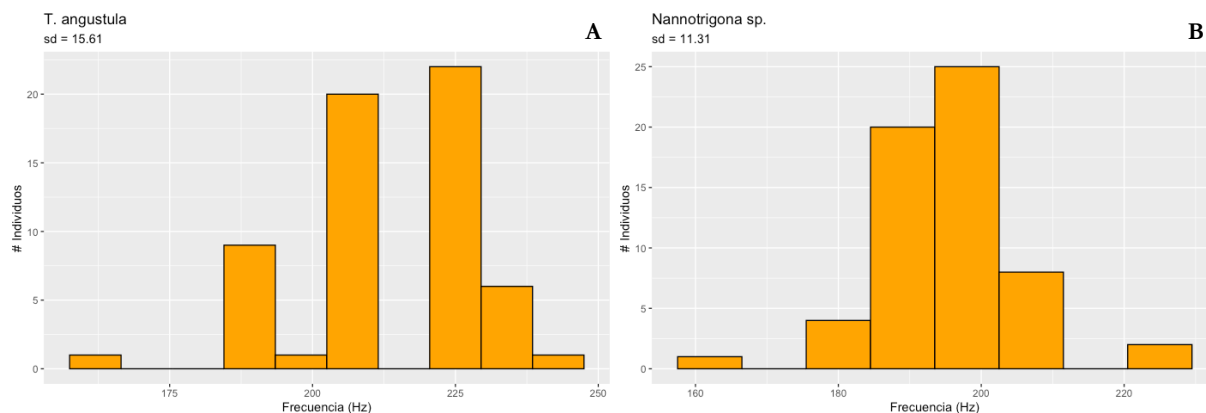 T. angustula
sd = 15.61
A
# Individuos
20
15
10
5
0
175
200
225
250
Frecuencia (Hz)
Nannotrigona sp.
sd = 11.31
B
# Individuos
25
20
15
10
5
0
160
180
200
220
Frecuencia (Hz)